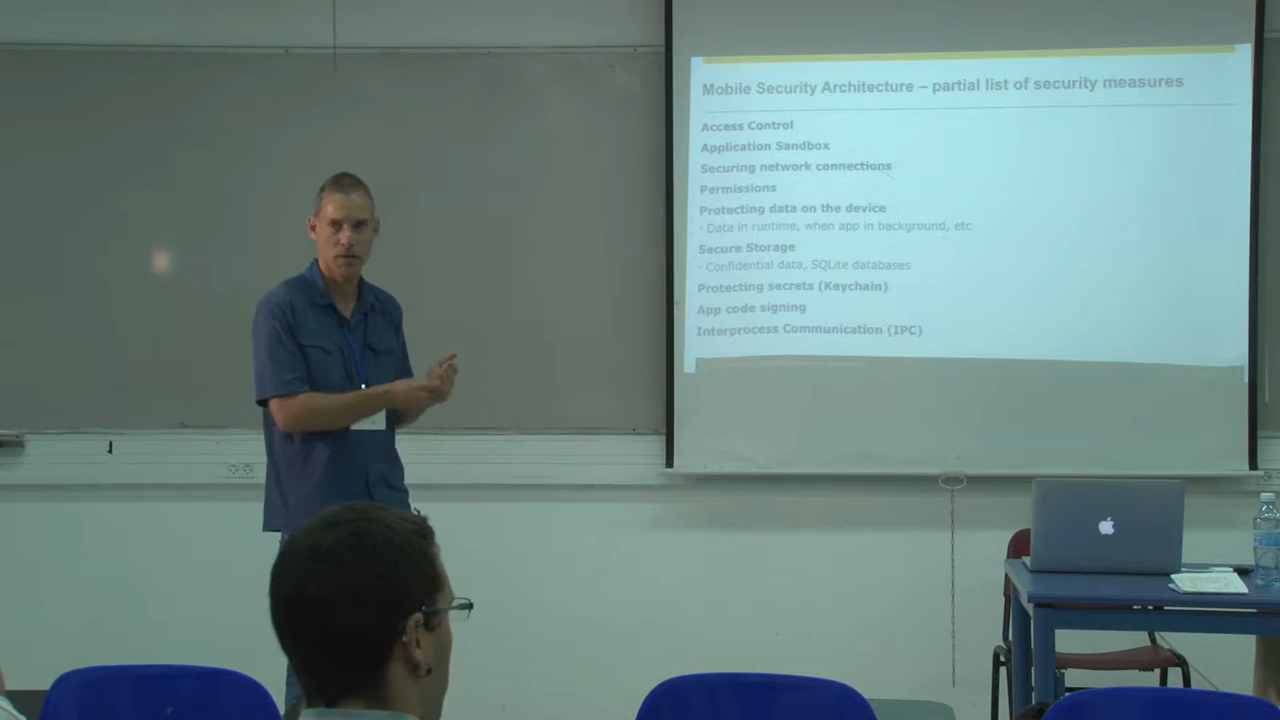 Mobile Security Architecture – partial list of security measures
Access Control
Application Sandbox
Securing network connections
Permissions
Protecting data on the device
· Data in runtime, when app in background, etc
Secure Storage
· Confidential data, SQLite databases
Protecting secrets (Keychain)
App code signing
Interprocess Communication (IPC)